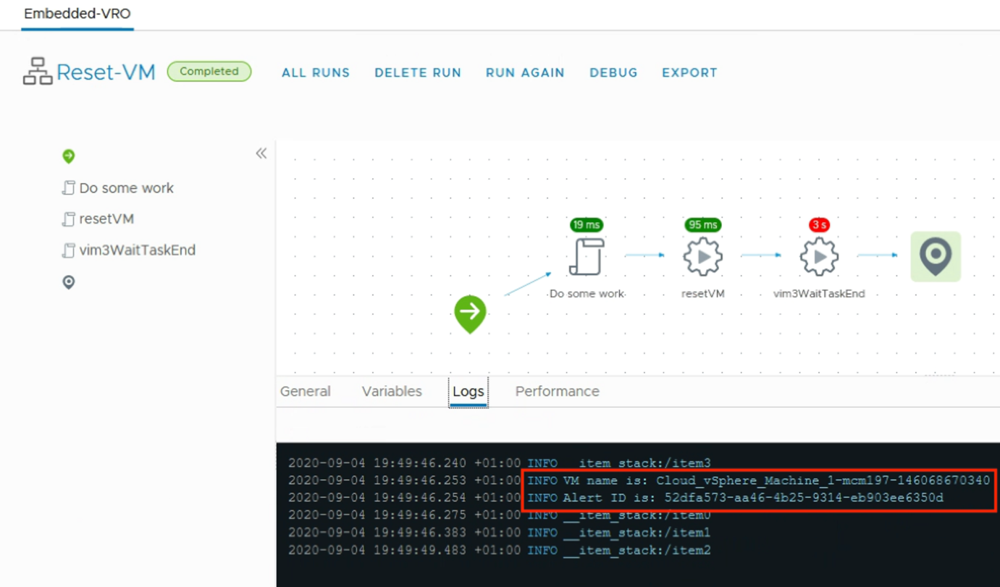 Embedded-VRO
Reset-VM Completed ALL RUNS DELETE RUN RUN AGAIN DEBUG EXPORT
Do some work
resetVM
vim3WaitTaskEnd
19 ms 95 ms 3 s
Do some work resetVM vim3WaitTaskEnd
General Variables Logs Performance
2020-09-04 19:49:46.240 +01:00 INFO __item_stack:/item3
2020-09-04 19:49:46.253 +01:00 INFO VM name is: Cloud_vSphere_Machine_1-mcm197-146068670340
2020-09-04 19:49:46.254 +01:00 INFO Alert ID is: 52dfa573-aa46-4b25-9314-eb903ee6350d
2020-09-04 19:49:46.275 +01:00 INFO __item_stack:/item0
2020-09-04 19:49:46.383 +01:00 INFO __item_stack:/item1
2020-09-04 19:49:49.483 +01:00 INFO __item_stack:/item2